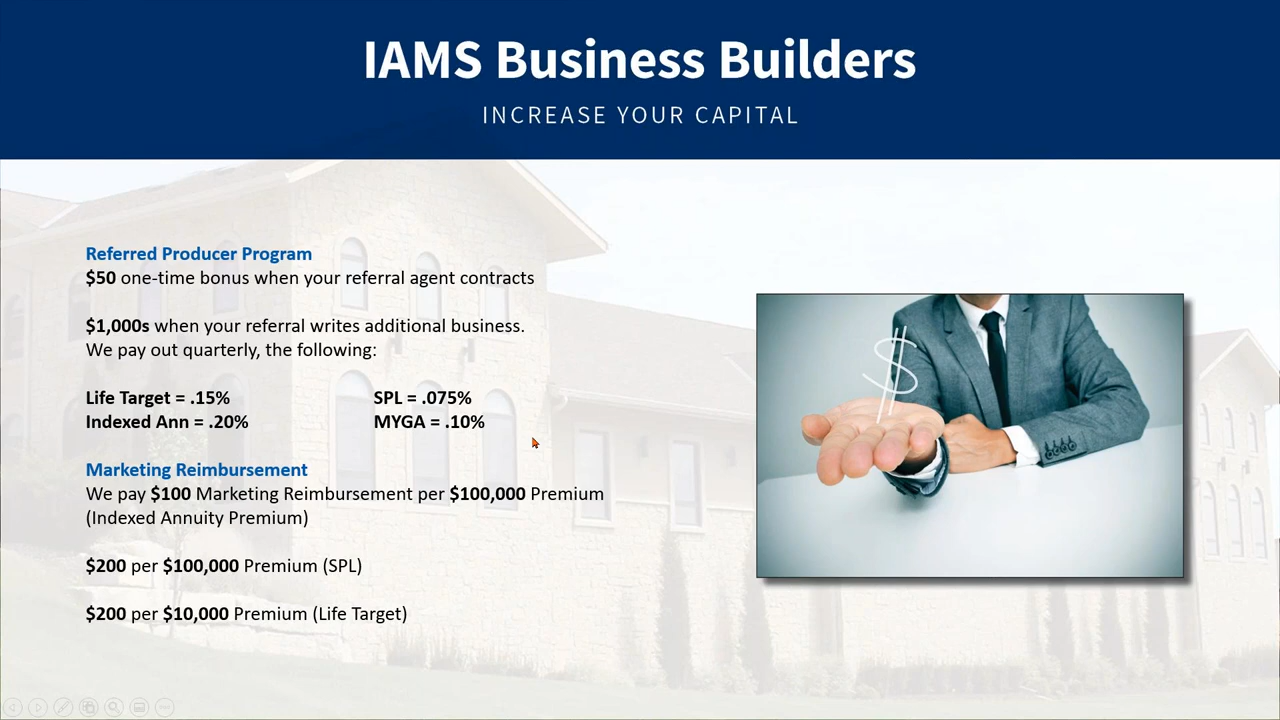 IAMS Business Builders
INCREASE YOUR CAPITAL
Referred Producer Program
$50 one-time bonus when your referral agent contracts
$1,000s when your referral writes additional business.
We pay out quarterly, the following:
Life Target = .15% SPL = .075%
Indexed Ann = .20% MYGA = .10%
Marketing Reimbursement
We pay $100 Marketing Reimbursement per $100,000 Premium
(Indexed Annuity Premium)
$200 per $100,000 Premium (SPL)
$200 per $10,000 Premium (Life Target)
$